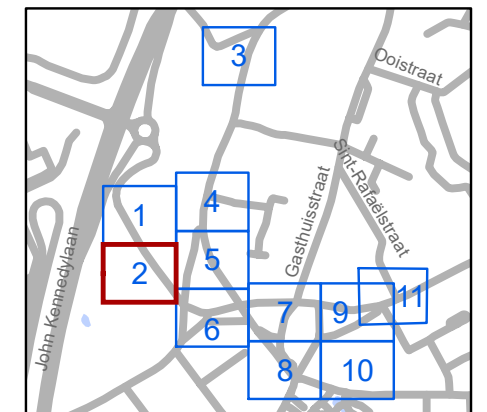 3
Ooistraat
Sint-Rafaëlstraat
Gasthuisstraat
John Kennedylaan
1
4
2
5
6
7
9
11
8
10